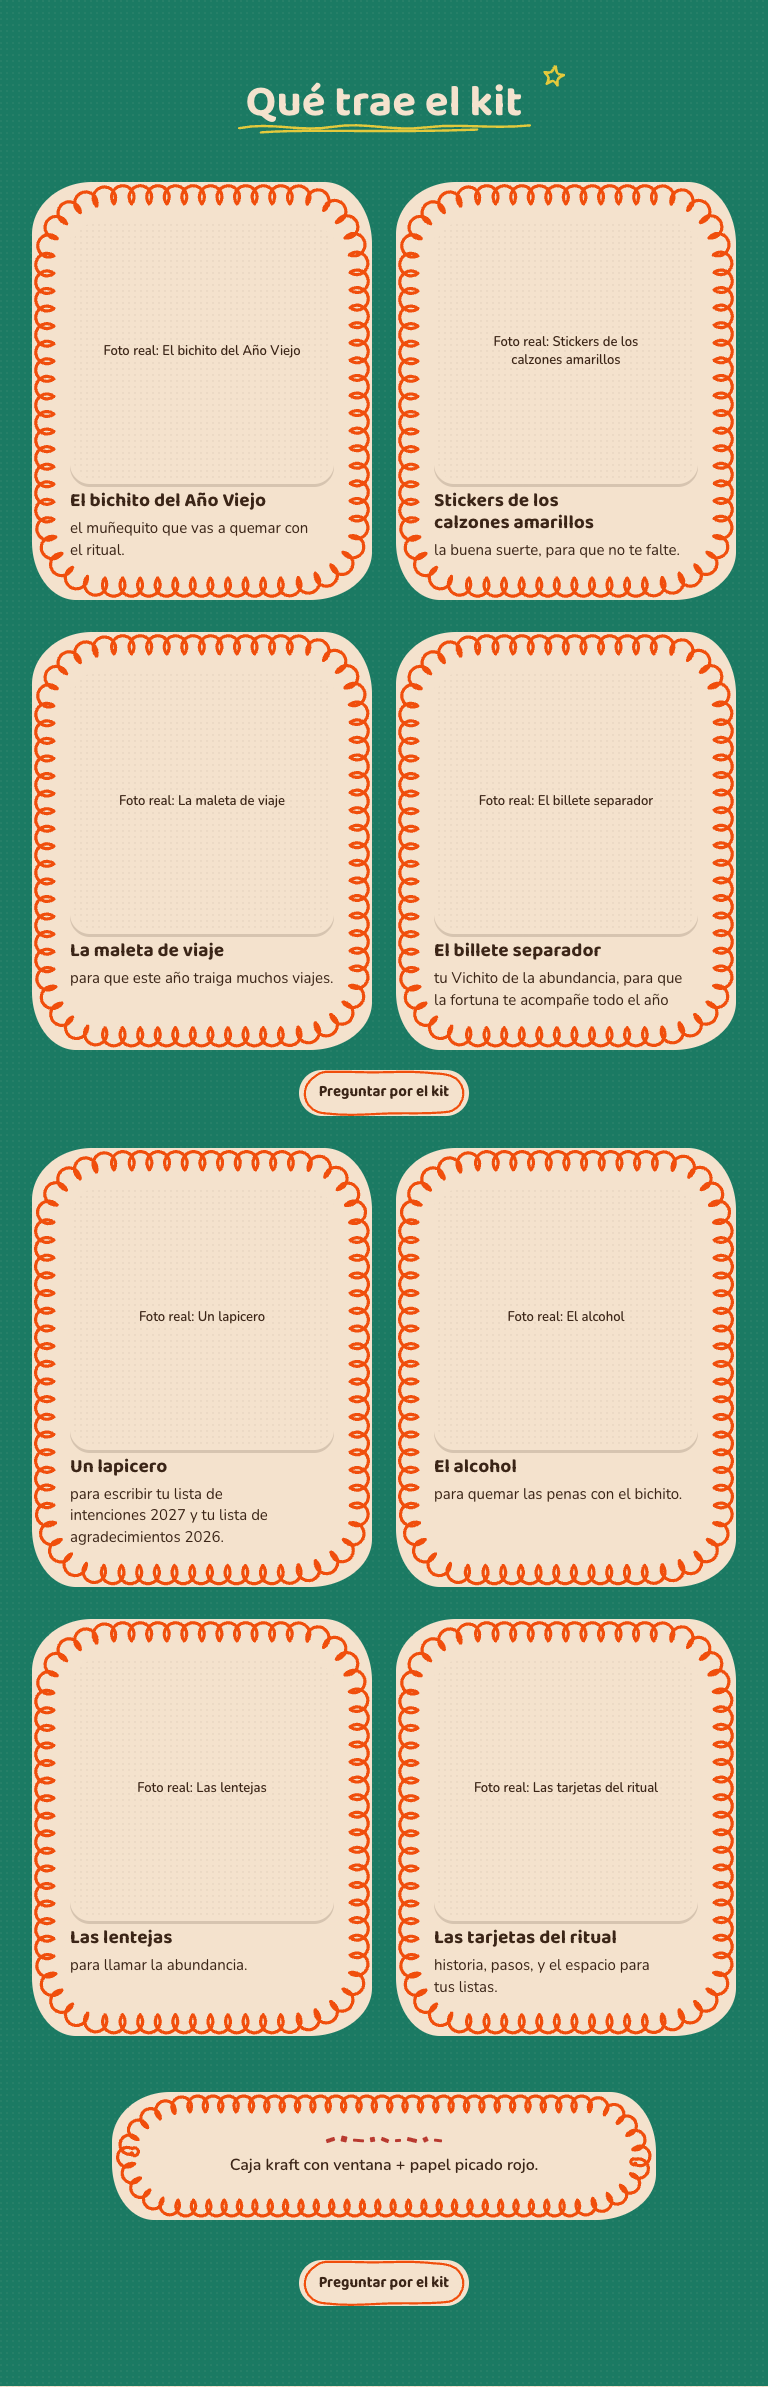 Qué trae el kit
Foto real: El bichito del Año Viejo
El bichito del Año Viejo
el muñequito que vas a quemar con
el ritual.
Foto real: Stickers de los
calzones amarillos
Stickers de los
calzones amarillos
la buena suerte, para que no te falte.
Foto real: La maleta de viaje
La maleta de viaje
para que este año traiga muchos viajes.
Foto real: El billete separador
El billete separador
tu Vichito de la abundancia, para que
la fortuna te acompañe todo el año
Preguntar por el kit
Foto real: Un lapicero
Un lapicero
para escribir tu lista de
intenciones 2027 y tu lista de
agradecimientos 2026.
Foto real: El alcohol
El alcohol
para quemar las penas con el bichito.
Foto real: Las lentejas
Las lentejas
para llamar la abundancia.
Foto real: Las tarjetas del ritual
Las tarjetas del ritual
historia, pasos, y el espacio para
tus listas.
Caja kraft con ventana + papel picado rojo.
Preguntar por el kit